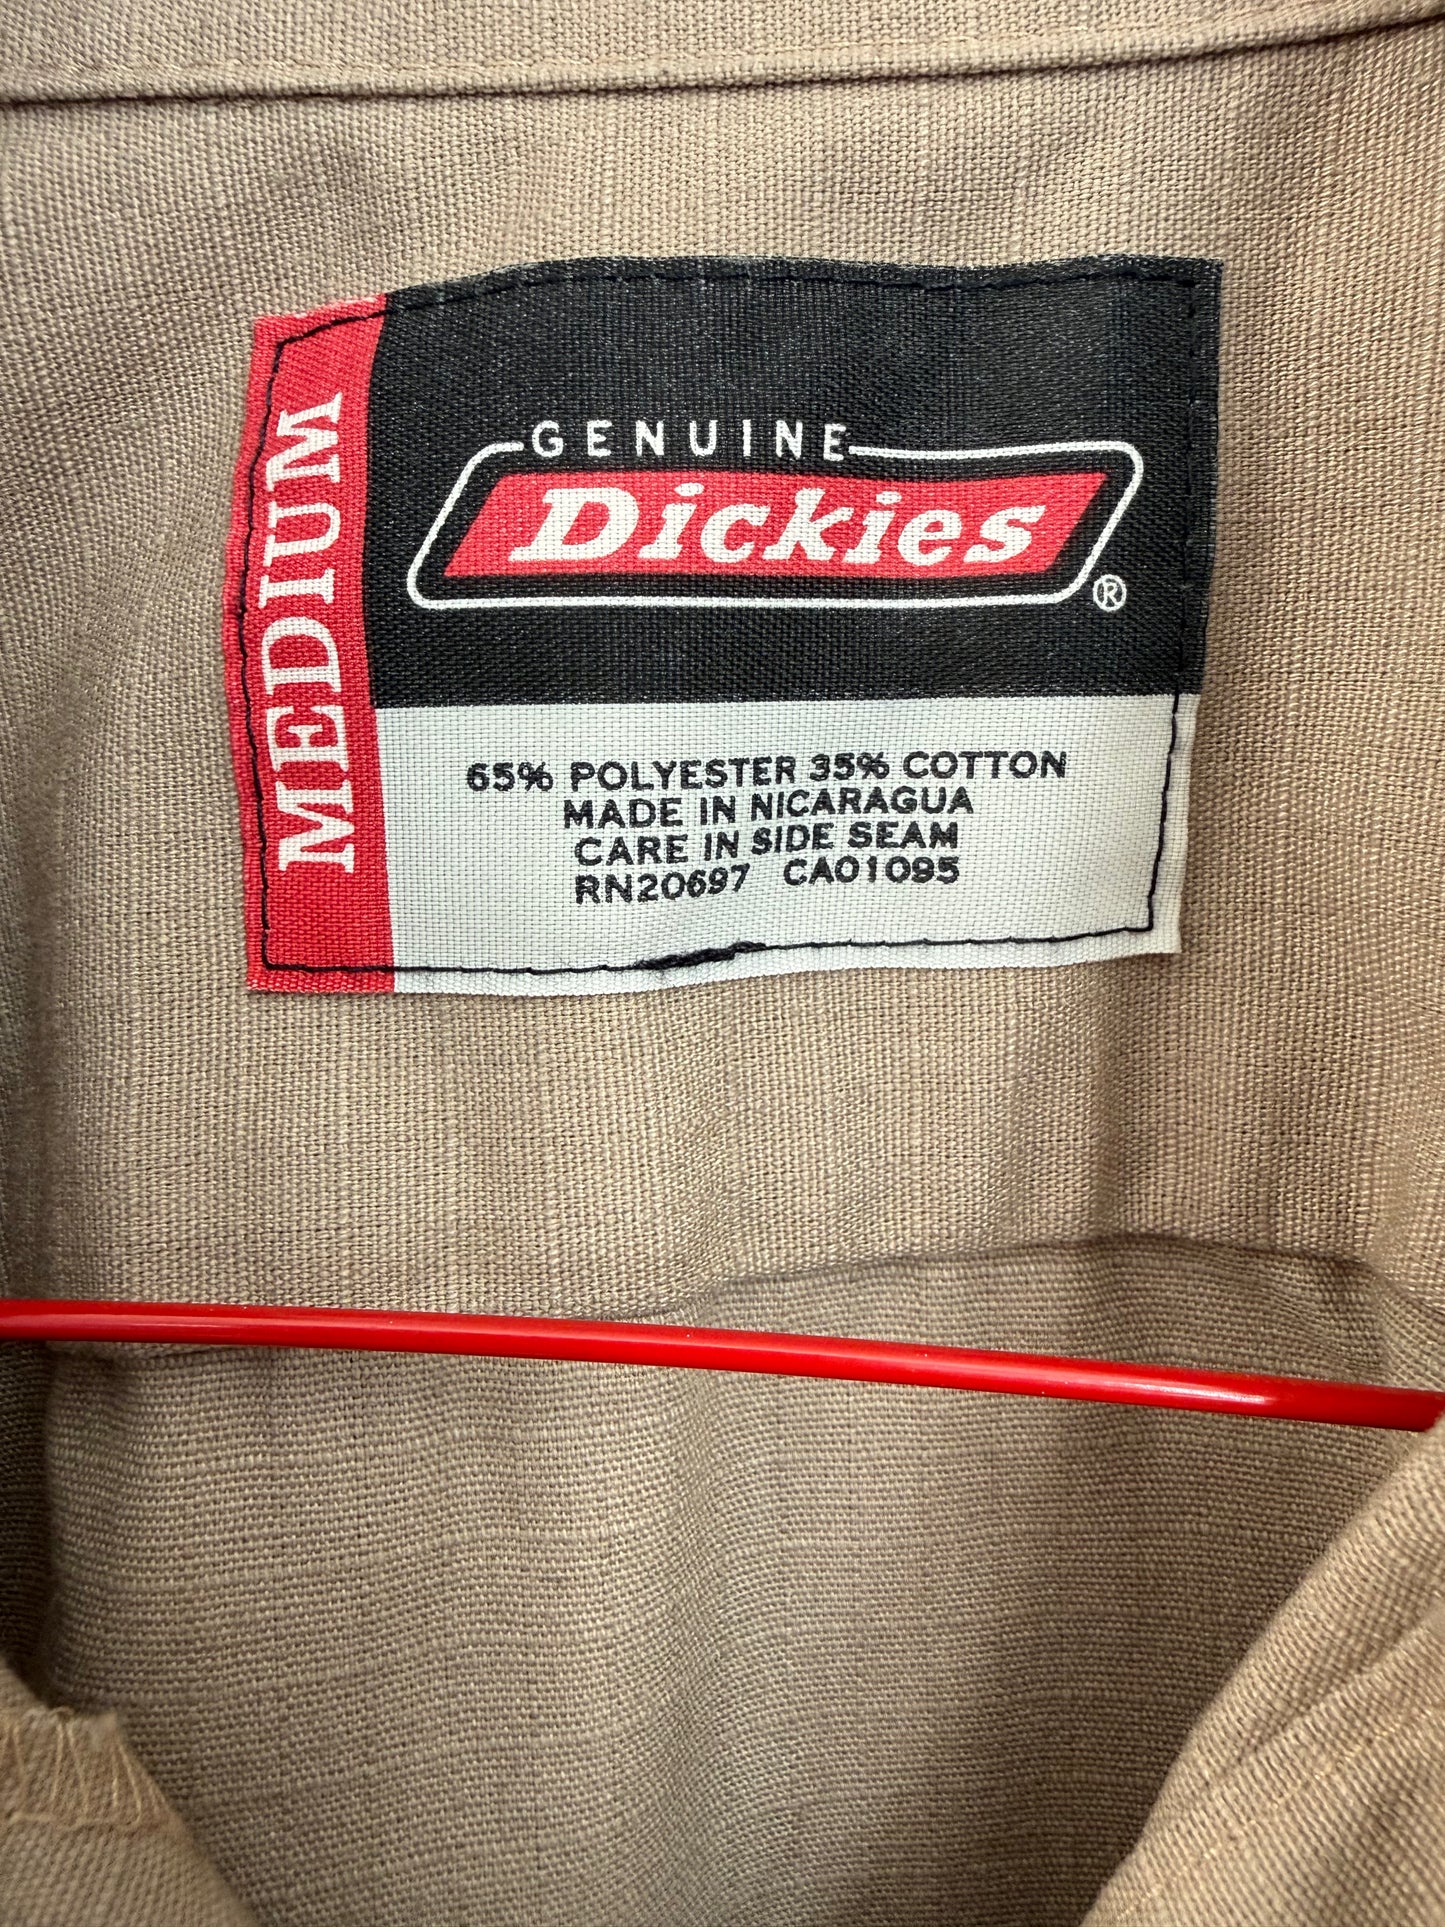 MEDIUM
GENUINE
Dickies
®
65% POLYESTER 35% COTTON
MADE IN NICARAGUA
CARE IN SIDE SEAM
RN20697 CA01095